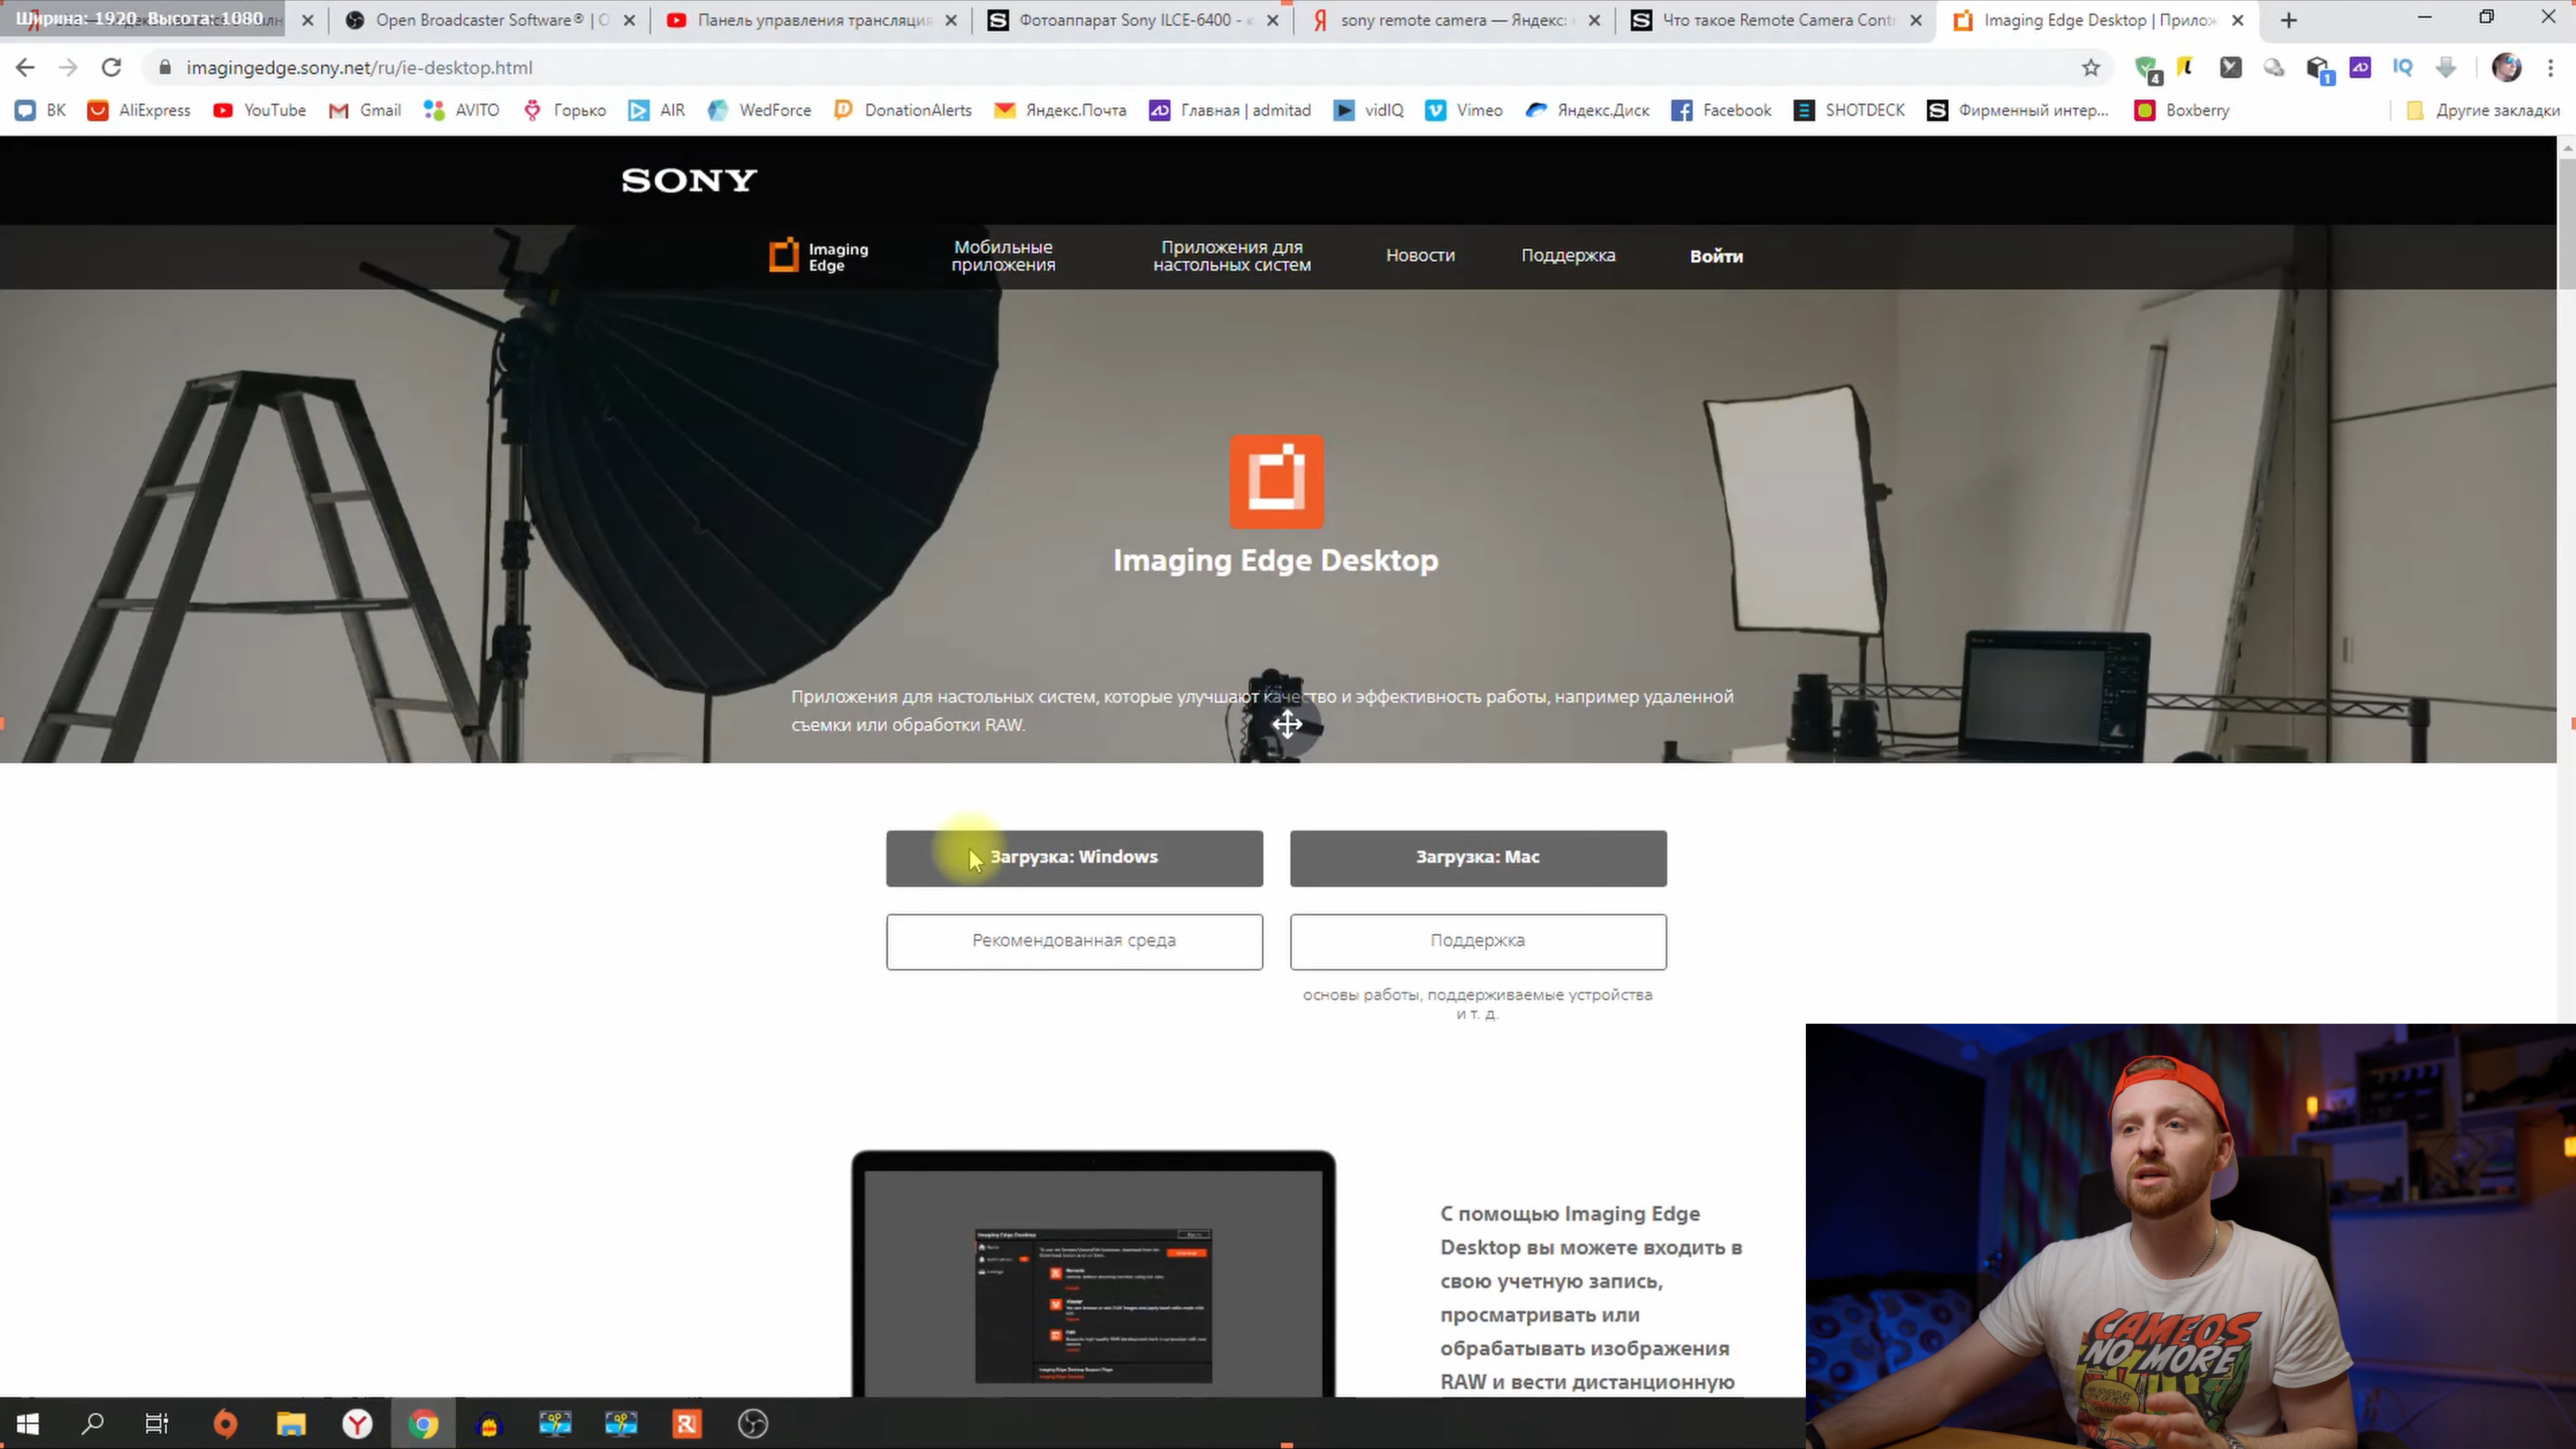 Ширина: 1920 Высота: 1080
Open Broadcaster Software® | O
Панель управления трансляция
Фотоаппарат Sony ILCE-6400 - к
sony remote camera — Яндекс:
Что такое Remote Camera Contr
Imaging Edge Desktop | Прилож
imagingedge.sony.net/ru/ie-desktop.html
4
1
IQ
ВК
AliExpress
YouTube
Gmail
AVITO
Горько
AIR
WedForce
DonationAlerts
Яндекс.Почта
Главная | admitad
vidIQ
Vimeo
Яндекс.Диск
Facebook
SHOTDECK
Фирменный интер...
Boxberry
Другие закладки
SONY
Imaging
Edge
Мобильные
приложения
Приложения для
настольных систем
Новости
Поддержка
Войти
Imaging Edge Desktop
Приложения для настольных систем, которые улучшают качество и эффективность работы, например удаленной
съемки или обработки RAW.
Загрузка: Windows
Загрузка: Mac
Рекомендованная среда
Поддержка
основы работы, поддерживаемые устройства
и т. д.
Imaging Edge Desktop
С помощью Imaging Edge
Desktop вы можете входить в
свою учетную запись,
просматривать или
обрабатывать изображения
RAW и вести дистанционную
CAMEOS
NO MORE